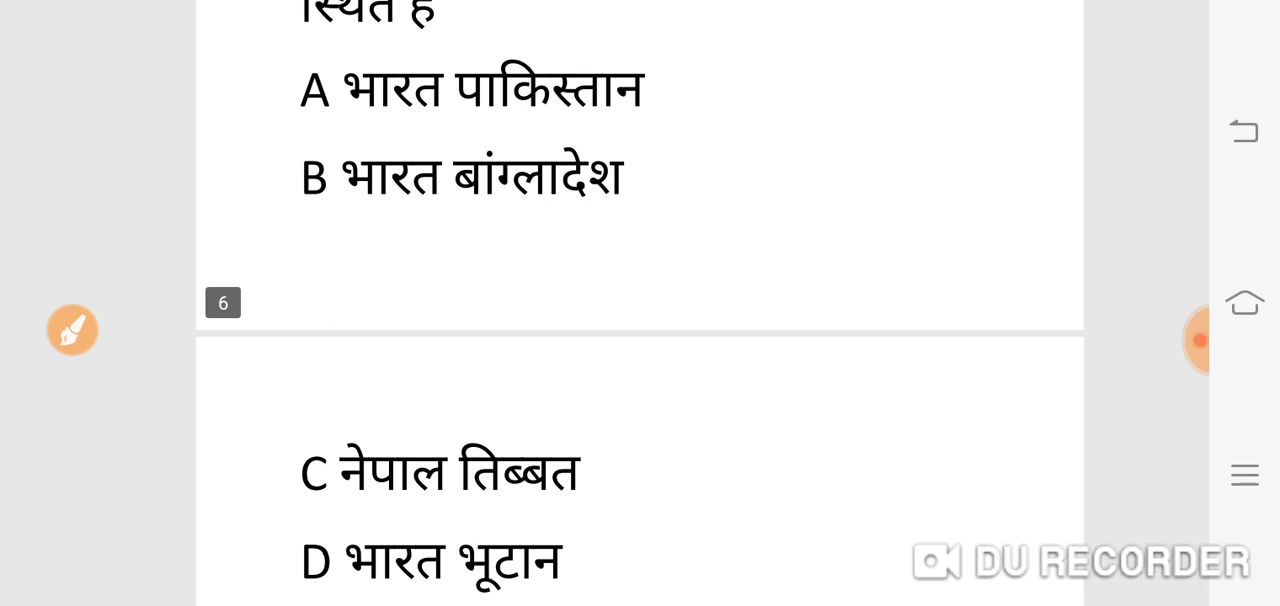 स्थित है
A भारत पाकिस्तान
B भारत बांग्लादेश
6
C नेपाल तिब्बत
D भारत भूटान
DU RECORDER